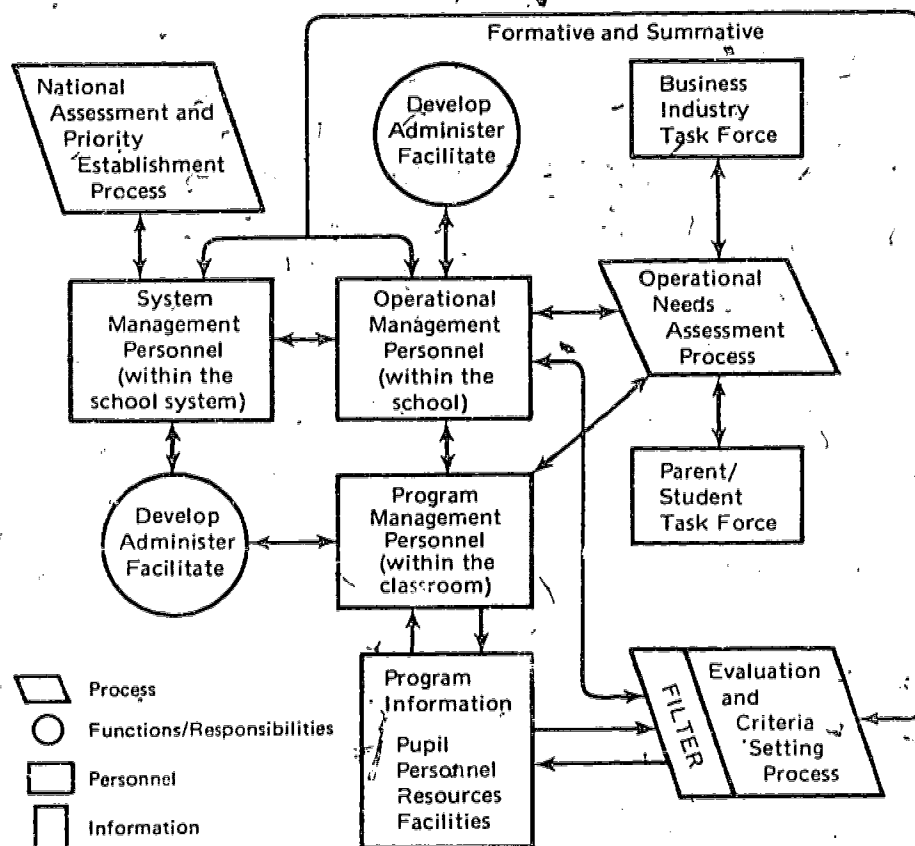 Formative and Summative
National
Assessment and
Priority
Establishment
Process
Develop
Administer
Facilitate
Business
Industry
Task Force
System
Management
Personnel
(within the
school system)
Operational
Management
Personnel
(within the
school)
Operational
Needs
Assessment
Process
Develop
Administer
Facilitate
Program
Management
Personnel
(within the
classroom)
Parent/
Student
Task Force
Program
Information
Pupil
Personnel
Resources
Facilities
FILTER
Evaluation
and
Criteria
Setting
Process
Process
Functions/Responsibilities
Personnel
Information